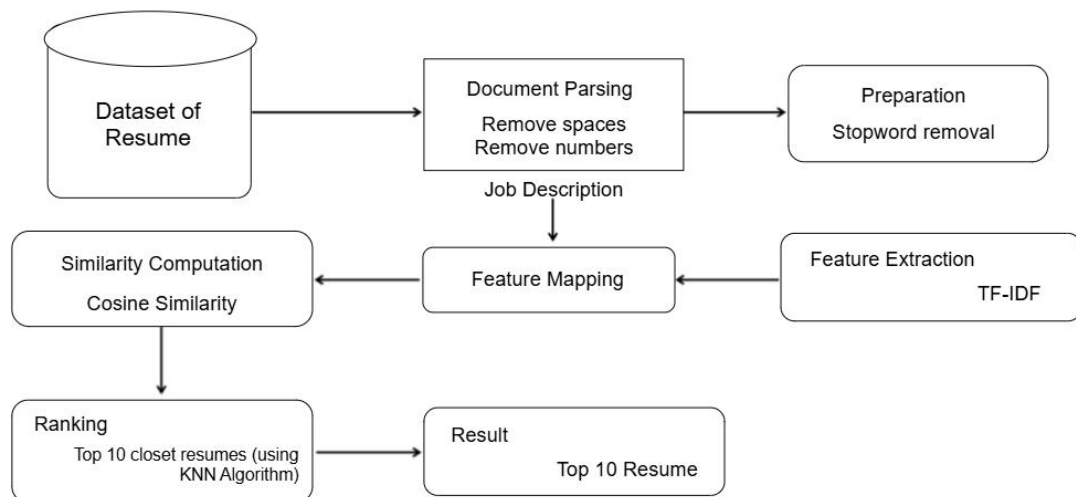 Dataset of
Resume
Document Parsing
Remove spaces
Remove numbers
Preparation
Stopword removal
Job Description
Similarity Computation
Cosine Similarity
Feature Mapping
Feature Extraction
TF-IDF
Ranking
Top 10 closet resumes (using
KNN Algorithm)
Result
Top 10 Resume